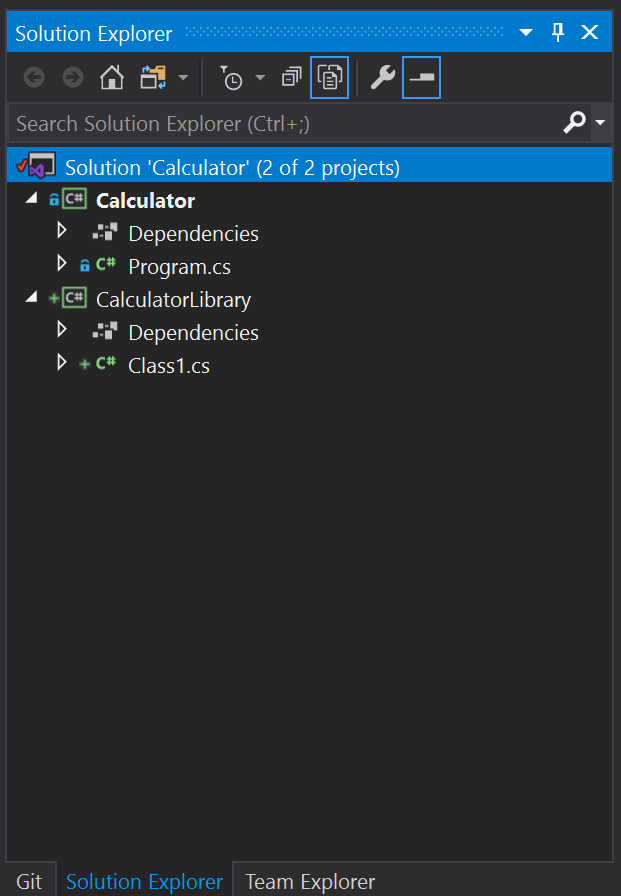 Solution Explorer
Search Solution Explorer (Ctrl+;)
Solution 'Calculator' (2 of 2 projects)
C# Calculator
Dependencies
C# Program.cs
+ C# CalculatorLibrary
Dependencies
+ C# Class1.cs
Git Solution Explorer Team Explorer